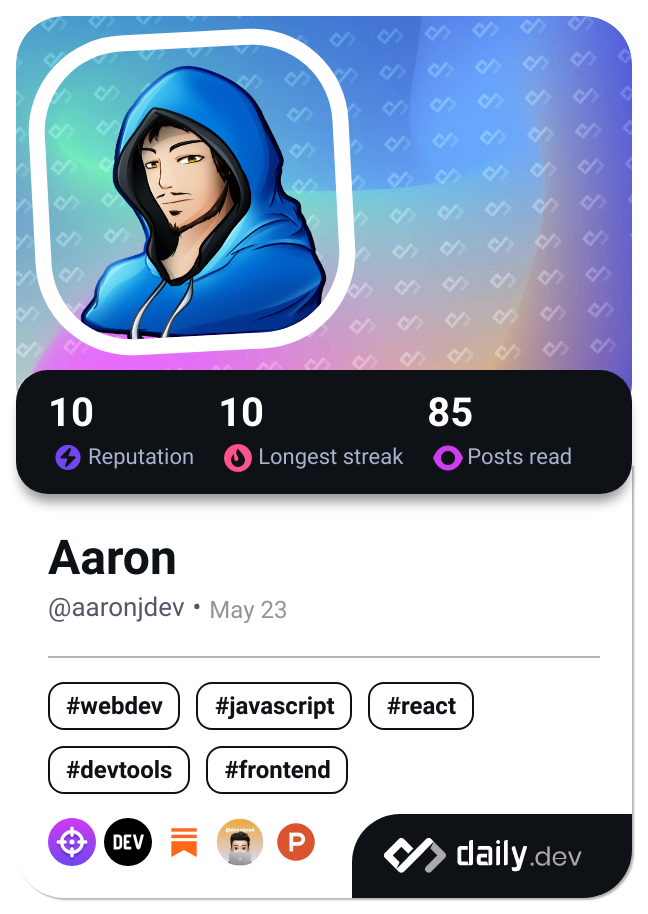 10 10 85
Reputation Longest streak Posts read
Aaron
@aaronjdev • May 23
#webdev #javascript #react
#devtools #frontend
DEV P daily.dev